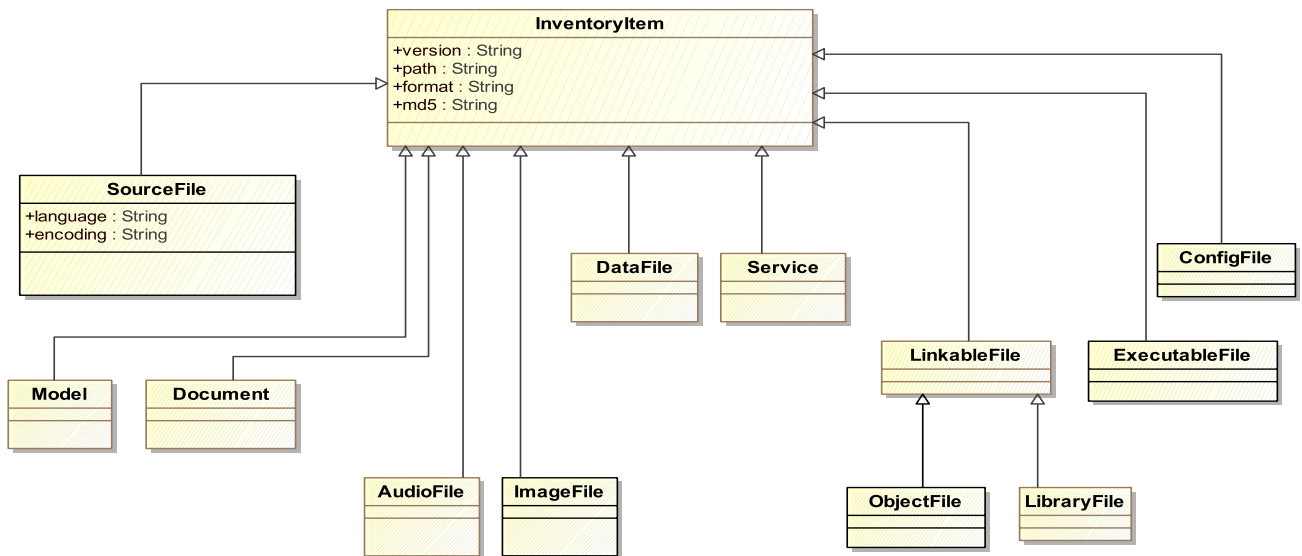 InventoryItem
+version : String
+path : String
+format : String
+md5 : String
SourceFile
+language : String
+encoding : String
DataFile
Service
ConfigFile
LinkableFile
ExecutableFile
Model
Document
AudioFile
ImageFile
ObjectFile
LibraryFile